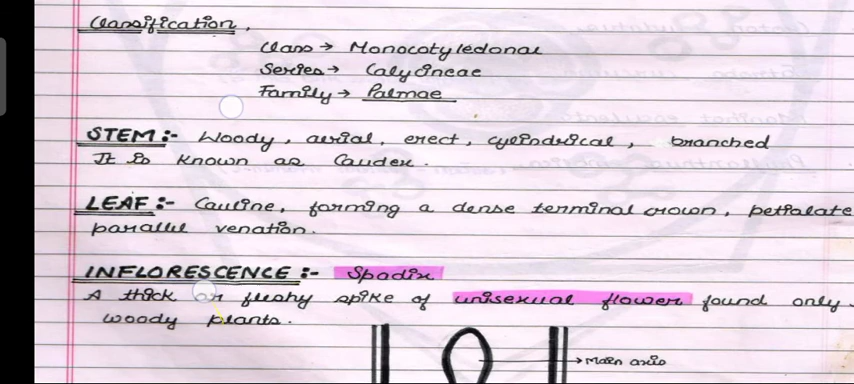 Classification,
Class → Monocotyledonae
Series → Calycineae
Family → Palmae
STEM :- Woody, aerial, erect, cylindrical, branched
It is known as Caudex.
LEAF :- Cauline, forming a dense terminal crown, petiolate
parallel venation.
INFLORESCENCE :- Spadix
A thick or fleshy spike of unisexual flower found only
woody plants.
→ Main axis